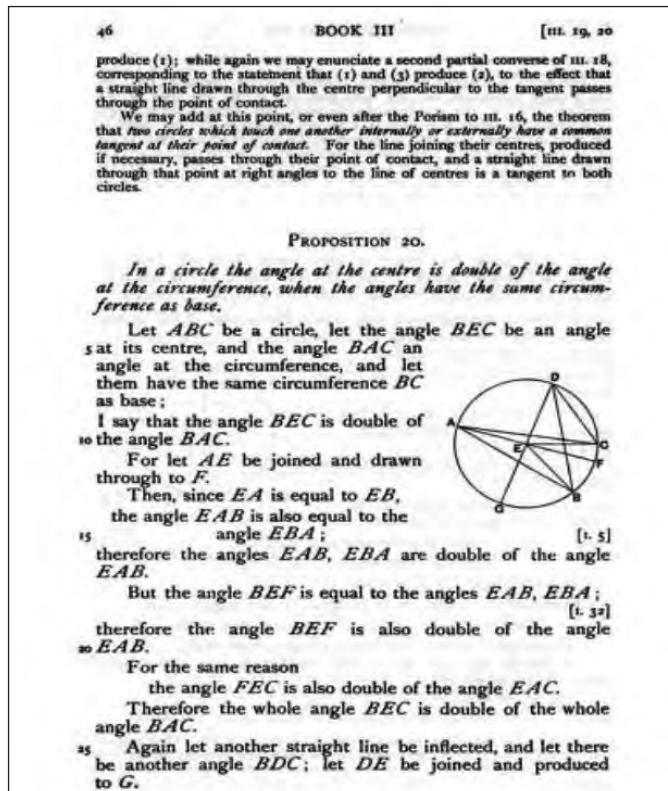 46 BOOK III [III. 19, 20
produce (1); while again we may enunciate a second partial converse of III. 18,
corresponding to the statement that (1) and (3) produce (2), to the effect that
a straight line drawn through the centre perpendicular to the tangent passes
through the point of contact.
We may add at this point, or even after the Porism to III. 16, the theorem
that two circles which touch one another internally or externally have a common
tangent at their point of contact. For the line joining their centres, produced
if necessary, passes through their point of contact, and a straight line drawn
through that point at right angles to the line of centres is a tangent to both
circles.
PROPOSITION 20.
In a circle the angle at the centre is double of the angle
at the circumference, when the angles have the same circum-
ference as base.
Let ABC be a circle, let the angle BEC be an angle
5 at its centre, and the angle BAC an
angle at the circumference, and let
them have the same circumference BC
as base;
I say that the angle BEC is double of
10 the angle BAC.
For let AE be joined and drawn
through to F.
Then, since EA is equal to EB,
the angle EAB is also equal to the
15 angle EBA; [I. 5]
D
A
E
C
F
B
G
therefore the angles EAB, EBA are double of the angle
EAB.
But the angle BEF is equal to the angles EAB, EBA;
[I. 32]
therefore the angle BEF is also double of the angle
20 EAB.
For the same reason
the angle FEC is also double of the angle EAC.
Therefore the whole angle BEC is double of the whole
angle BAC.
25 Again let another straight line be inflected, and let there
be another angle BDC; let DE be joined and produced
to G.